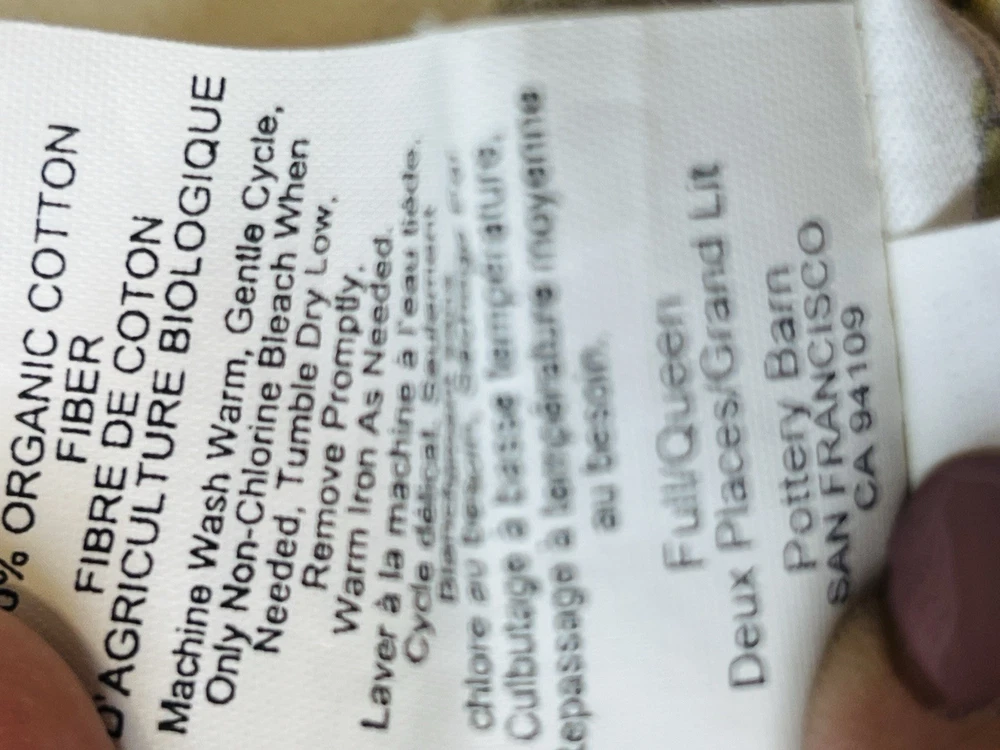 0% ORGANIC COTTON
FIBER
FIBRE DE COTON
D'AGRICULTURE BIOLOGIQUE
Machine Wash Warm, Gentle Cycle,
Only Non-Chlorine Bleach When
Needed, Tumble Dry Low.
Remove Promptly.
Warm Iron As Needed.
Laver à la machine à l'eau tiède.
Cycle délicat. Seulement
chlore au besoin.
Culbutage à basse température.
Repassage à température moyenne
au besoin.
Full/Queen
Deux Places/Grand Lit
Pottery Barn
SAN FRANCISCO
CA 94109